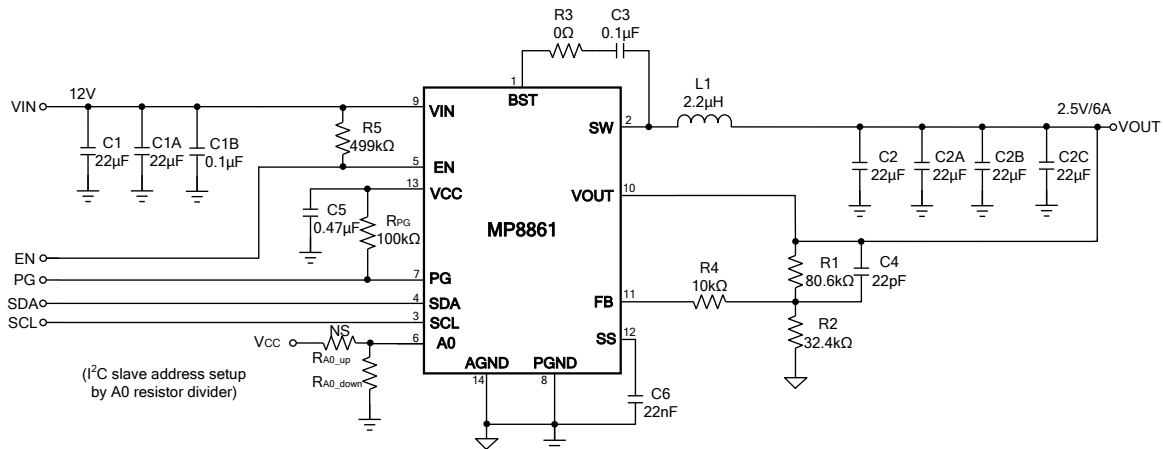 R3
0Ω
C3
0.1µF
1
BST
VIN
12V
9
VIN
C1
22µF
C1A
22µF
C1B
0.1µF
R5
499kΩ
5
EN
13
VCC
C5
0.47µF
RPG
100kΩ
MP8861
SW
2
L1
2.2µH
2.5V/6A
VOUT
C2
22µF
C2A
22µF
C2B
22µF
C2C
22µF
VOUT
10
EN
PG
7
PG
SDA
4
SDA
SCL
3
SCL
VCC
NS
6
A0
RA0_up
RA0_down
(I²C slave address setup
by A0 resistor divider)
FB
11
R4
10kΩ
R1
80.6kΩ
C4
22pF
R2
32.4kΩ
SS
12
C6
22nF
AGND
14
PGND
8